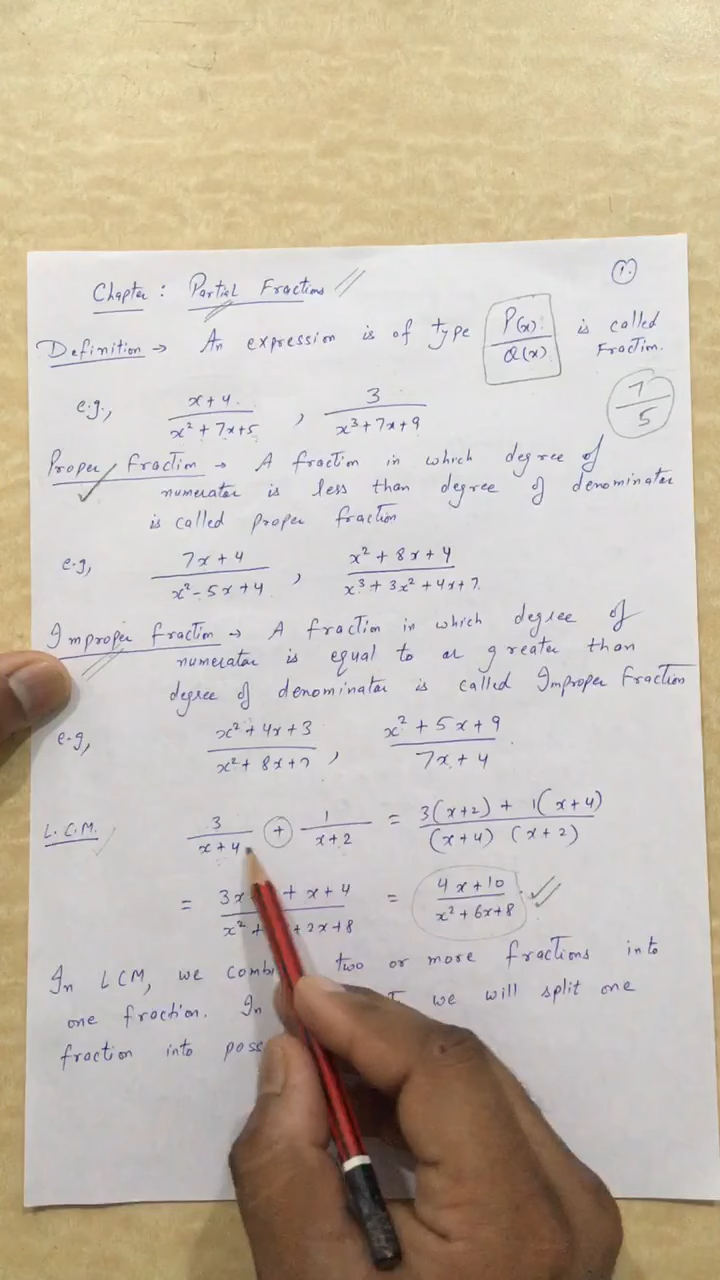 1.
Chapter : Partial Fractions
Definition → An expression is of type P(x) / Q(x) is called Fraction.
e.g., x+4 / x² + 7x+5 , 3 / x³+7x+9
7/5
Proper Fraction → A fraction in which degree of
numerator is less than degree of denominator
is called proper fraction
e.g, 7x+4 / x²-5x+4 , x²+8x+4 / x³+3x²+4x+7
Improper Fraction → A fraction in which degree of
numerator is equal to or greater than
degree of denominator is called Improper Fraction
e.g, x²+4x+3 / x²+8x+7 , x²+5x+9 / 7x+4
L.C.M. 3 / x+4 + 1 / x+2 = 3(x+2) + 1(x+4) / (x+4) (x+2)
= 3x + x+4 / x² + +2x+8 = 4x+10 / x²+6x+8
In LCM, we two or more fractions into
one fraction. In we will split one
fraction into